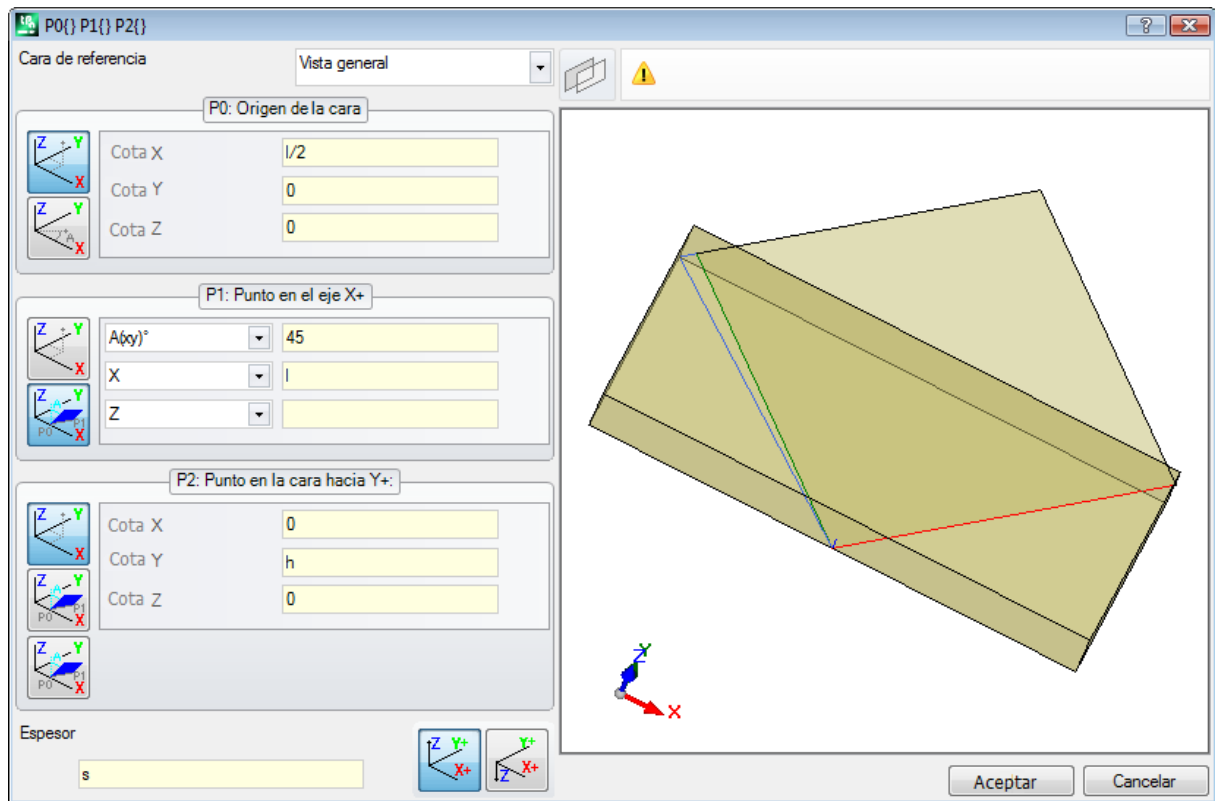 P0{} P1{} P2{}
Cara de referencia
Vista general
P0: Origen de la cara
Cota X
l/2
Cota Y
0
Cota Z
0
P1: Punto en el eje X+
A(xy)°
45
X
l
Z
P2: Punto en la cara hacia Y+:
Cota X
0
Cota Y
h
Cota Z
0
Espesor
s
Z Y+
X+
Y+
X+
Z
Z Y
X
Aceptar
Cancelar